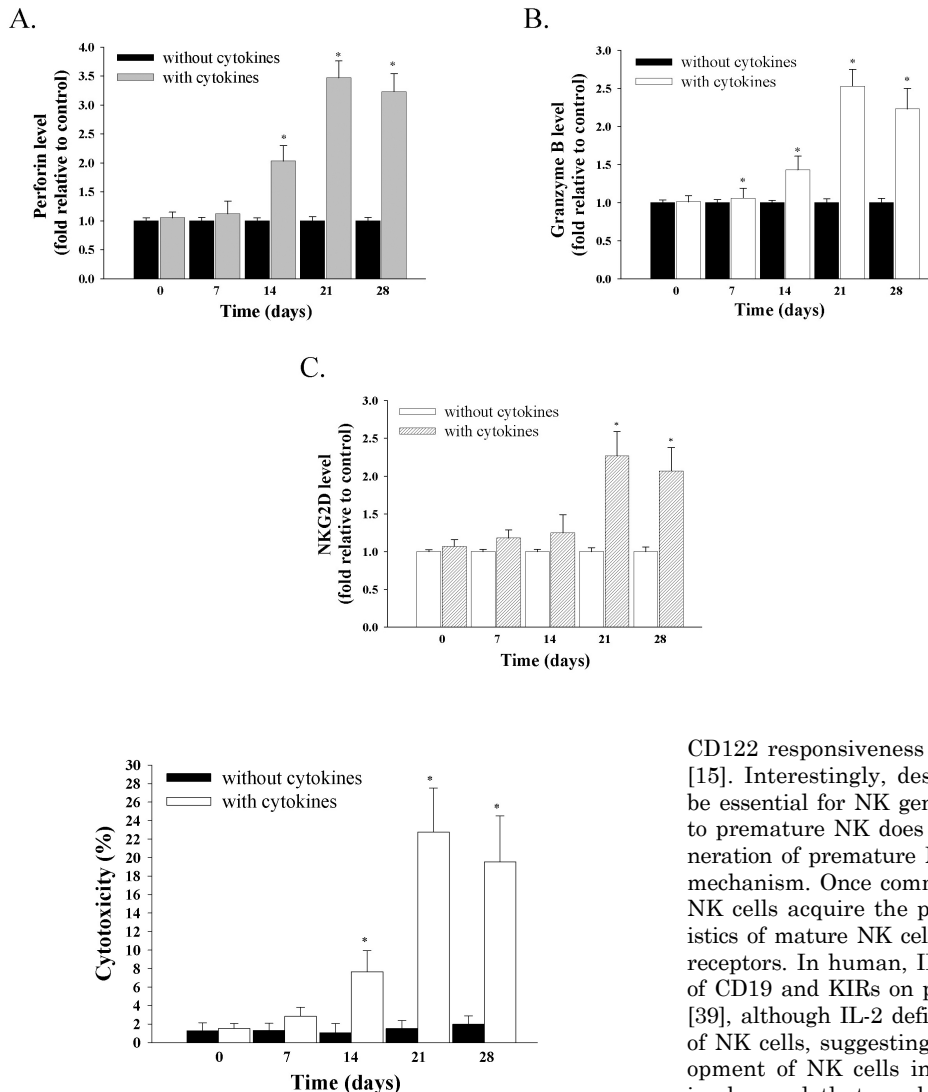 A.
Perforin level
(fold relative to control)
4.0
3.5
3.0
2.5
2.0
1.5
1.0
0.5
0.0
without cytokines
with cytokines
*
*
*
0 7 14 21 28
Time (days)
B.
Granzyme B level
(fold relative to control)
3.0
2.5
2.0
1.5
1.0
0.5
0.0
without cytokines
with cytokines
*
*
*
*
0 7 14 21 28
Time (days)
C.
NKG2D level
(fold relative to control)
3.0
2.5
2.0
1.5
1.0
0.5
0.0
without cytokines
with cytokines
*
*
0 7 14 21 28
Time (days)
Cytotoxicity (%)
30
28
26
24
22
20
18
16
14
12
10
8
6
4
2
0
without cytokines
with cytokines
*
*
*
0 7 14 21 28
Time (days)
CD122 responsiveness
[15]. Interestingly, des
be essential for NK ger
to premature NK does
neration of premature
mechanism. Once comm
NK cells acquire the p
istics of mature NK cel
receptors. In human,
of CD19 and KIRs on p
[39], although IL-2 defi
of NK cells, suggesting
opment of NK cells in